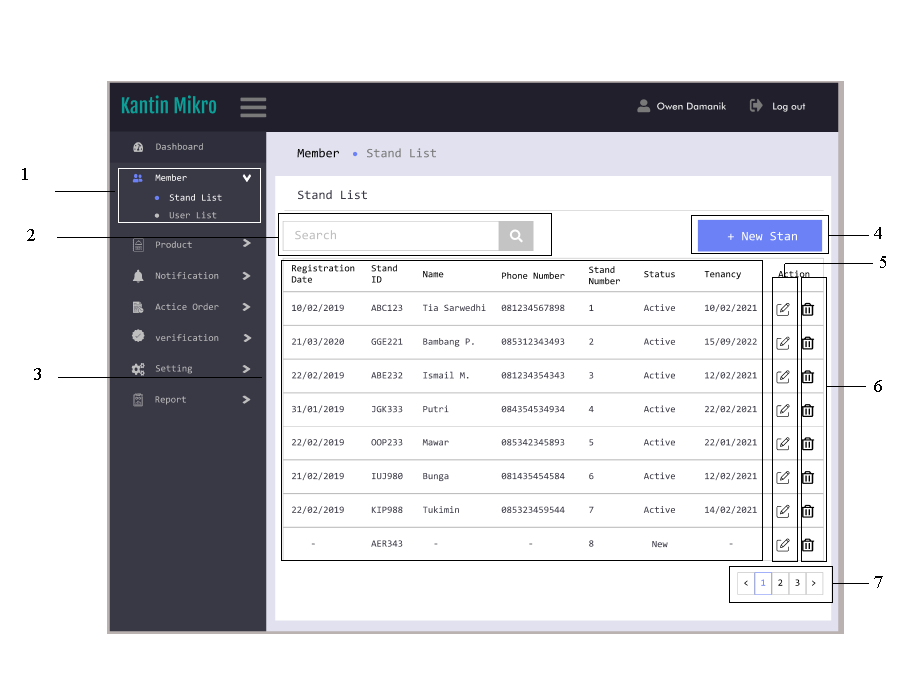 Kantin Mikro
Owen Damanik
Log out
Dashboard
Member • Stand List
1
Member
Stand List
User List
Stand List
2
Search
+ New Stan
4
Product
5
Registration Date Stand ID Name Phone Number Stand Number Status Tenancy Action
Notification
10/02/2019 ABC123 Tia Sarwedhi 081234567898 1 Active 10/02/2021
Actice Order
verification
21/03/2020 GGE221 Bambang P. 085312343493 2 Active 15/09/2022
3
Setting
22/02/2019 ABE232 Ismail M. 081234354343 3 Active 12/02/2021
6
Report
31/01/2019 JGK333 Putri 084354534934 4 Active 22/02/2021
22/02/2019 OOP233 Mawar 085342345893 5 Active 22/01/2021
21/02/2019 IUJ980 Bunga 081435454584 6 Active 12/02/2021
22/02/2019 KIP988 Tukimin 085323459544 7 Active 14/02/2021
- AER343 - - 8 New -
< 1 2 3 >
7